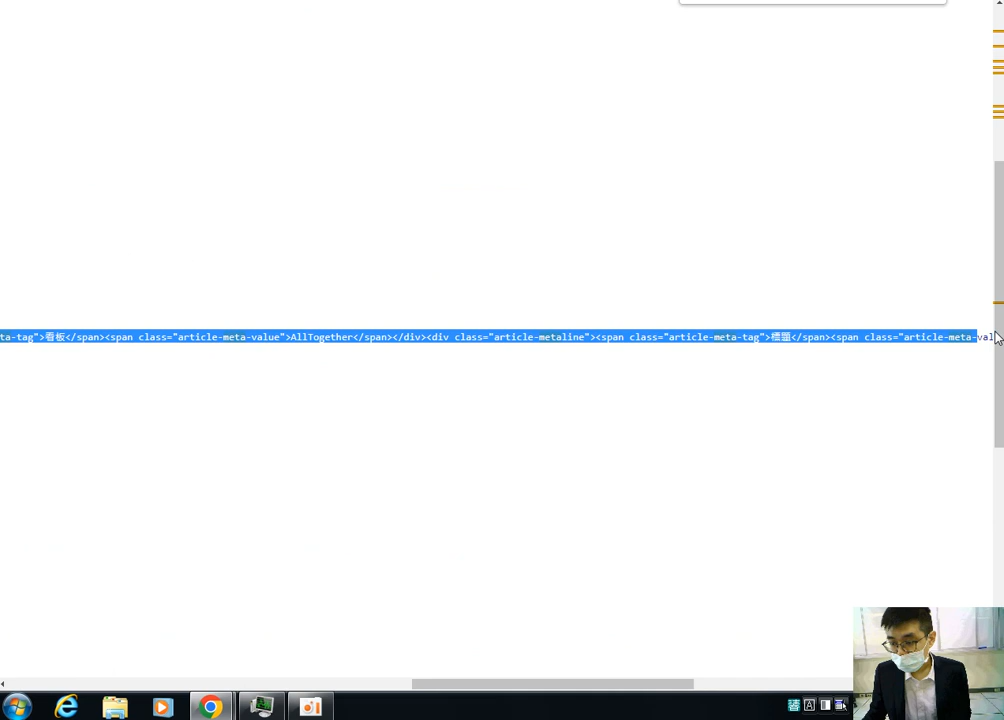 ta-tag">看板</span><span class="article-meta-value">AllTogether</span></div><div class="article-metaline"><span class="article-meta-tag">標題</span><span class="article-meta-val